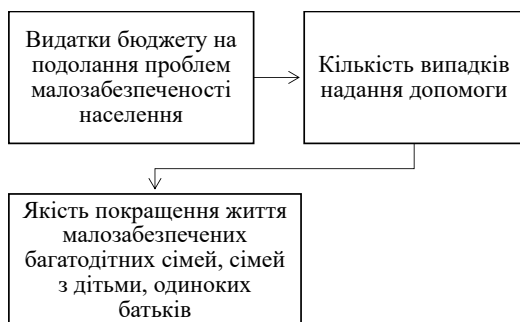 Видатки бюджету на
подолання проблем
малозабезпеченості
населення
Кількість випадків
надання допомоги
Якість покращення життя
малозабезпечених
багатодітних сімей, сімей
з дітьми, одиноких
батьків